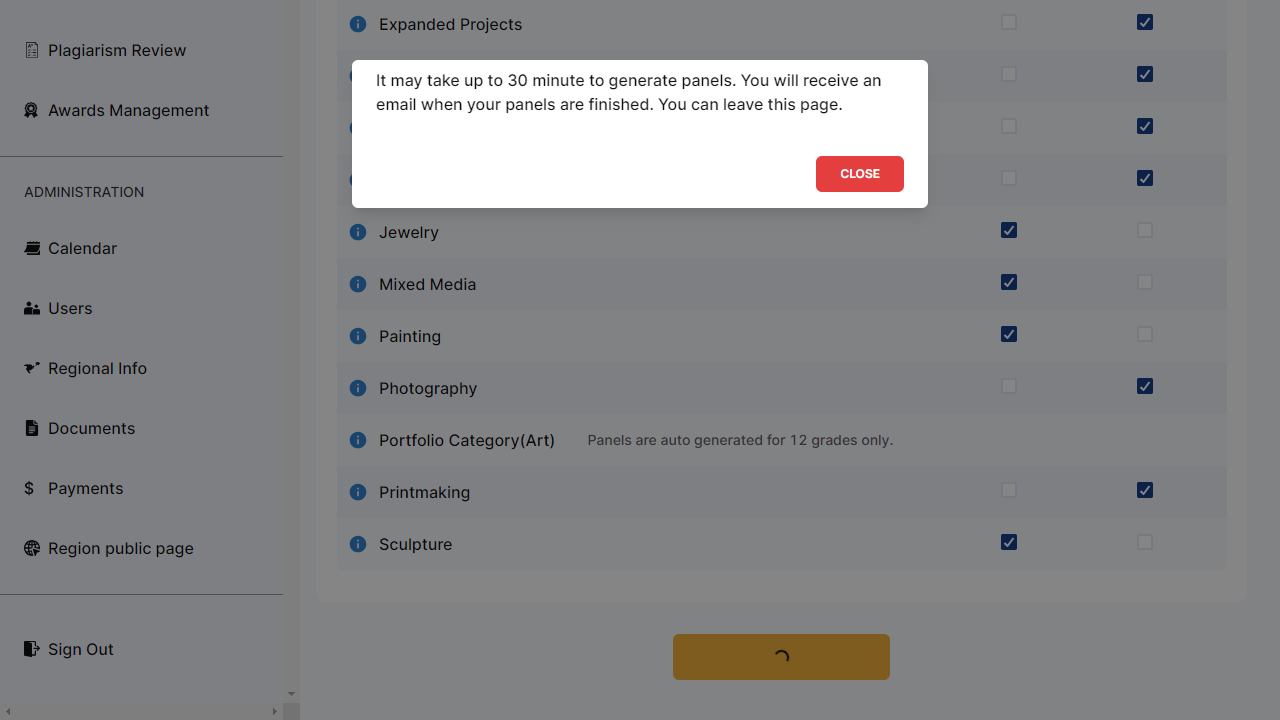 Plagiarism Review
Awards Management
ADMINISTRATION
Calendar
Users
Regional Info
Documents
Payments
Region public page
Sign Out
Expanded Projects
It may take up to 30 minute to generate panels. You will receive an
email when your panels are finished. You can leave this page.
CLOSE
Jewelry
Mixed Media
Painting
Photography
Portfolio Category(Art) Panels are auto generated for 12 grades only.
Printmaking
Sculpture